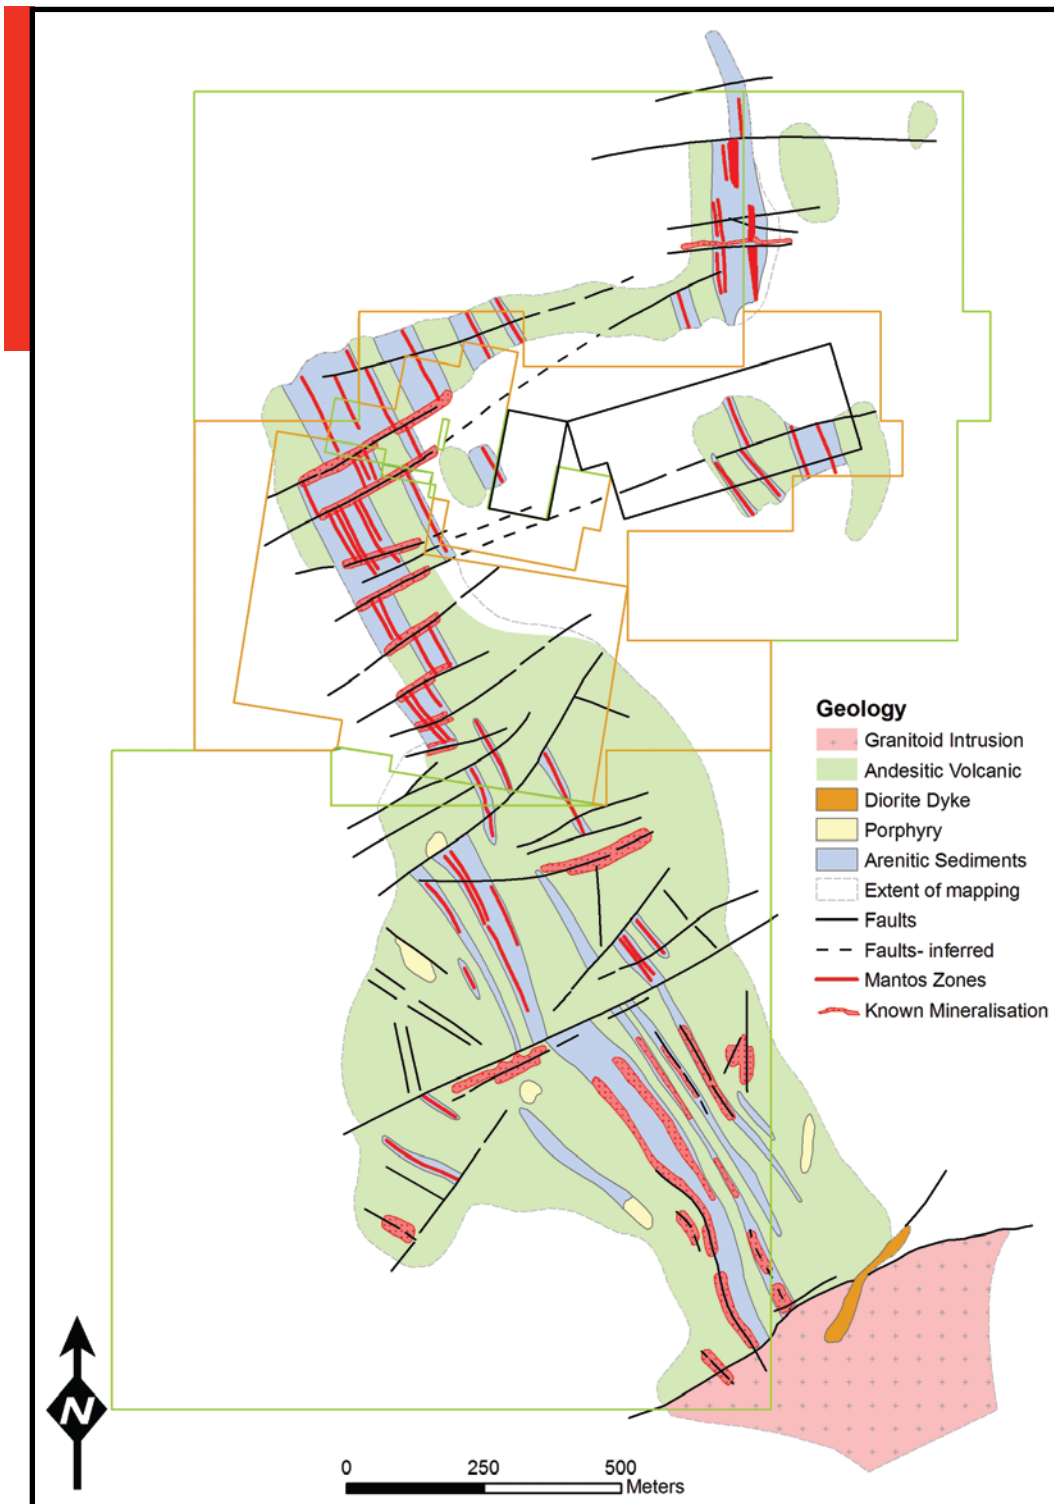 Geology
Granitoid Intrusion
Andesitic Volcanic
Diorite Dyke
Porphyry
Arenitic Sediments
Extent of mapping
Faults
Faults- inferred
Mantos Zones
Known Mineralisation
N
0 250 500
Meters